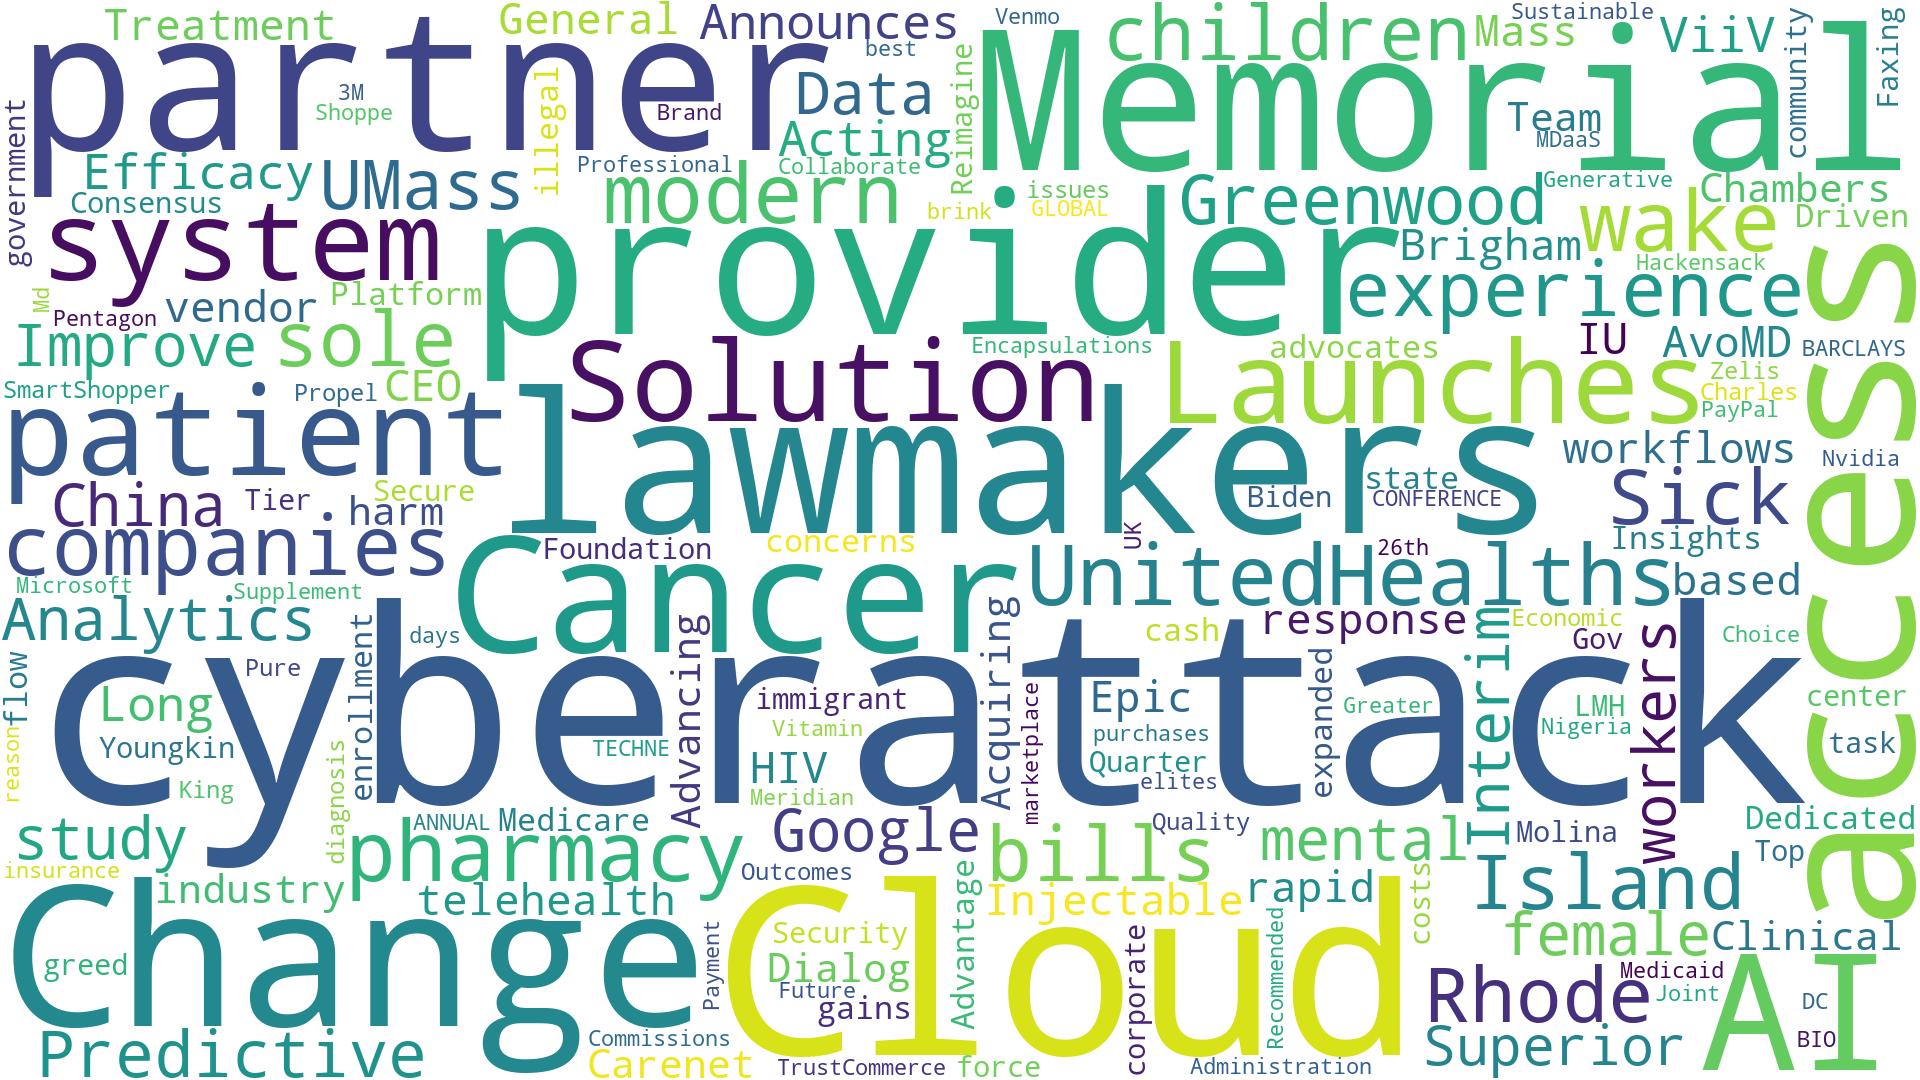 Treatment
General
Announces
Venmo
children
Sustainable
Mass
ViiV
partner
Memorial
best
Data
3M
Shoppe
Brand
illegal
Reimagine
Team
MDaaS
community
Faxing
access
government
Acting
Efficacy
UMass
Professional
Collaborate
Consensus
modern
issues
brink
GLOBAL
Greenwood
Generative
Chambers
wake
Driven
system
provider
Brigham
Hackensack
Md
vendor
Platform
Pentagon
experience
Improve
sole
Solution
Encapsulations
Launches
advocates
IU
AvoMD
BARCLAYS
SmartShopper
Propel
CEO
Zelis
Charles
PayPal
patient
lawmakers
workflows
Nvidia
China
Tier
Secure
harm
state
Biden
CONFERENCE
Sick
companies
Cancer
Foundation
concerns
UK
26th
Insights
UnitedHealths
based
Microsoft
Supplement
Analytics
days
cash
response
Economic
Gov
Choice
cyberattack
flow
Pure
enrollment
Advancing
Acquiring
Interim
workers
Long
immigrant
Epic
expanded
Greater
LMH
Nigeria
center
Youngkin
TECHNE
Vitamin
marketplace
purchases
task
reason
King
diagnosis
HIV
Meridian
Quarter
elites
study
ANNUAL
Medicare
Google
Quality
bills
mental
Molina
Dedicated
Top
insurance
pharmacy
Outcomes
industry
telehealth
Injectable
rapid
costs
Island
Change
Cloud
female
Clinical
greed
Payment
Security
Dialog
Future
gains
Advantage
corporate
Recommended
Rhode
Medicaid
Joint
AI
DC
BIO
Predictive
Commissions
Carenet
TrustCommerce
force
Administration
Superior